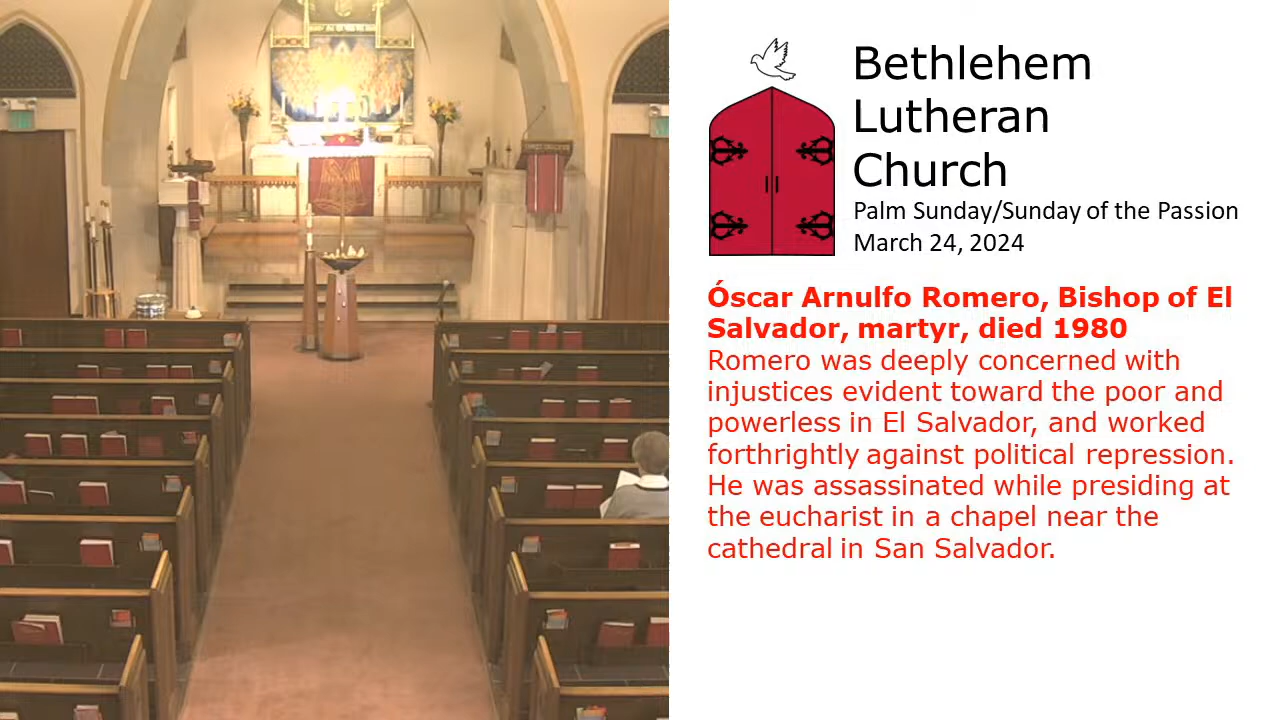 Bethlehem
Lutheran
Church
Palm Sunday/Sunday of the Passion
March 24, 2024
Óscar Arnulfo Romero, Bishop of El
Salvador, martyr, died 1980
Romero was deeply concerned with
injustices evident toward the poor and
powerless in El Salvador, and worked
forthrightly against political repression.
He was assassinated while presiding at
the eucharist in a chapel near the
cathedral in San Salvador.